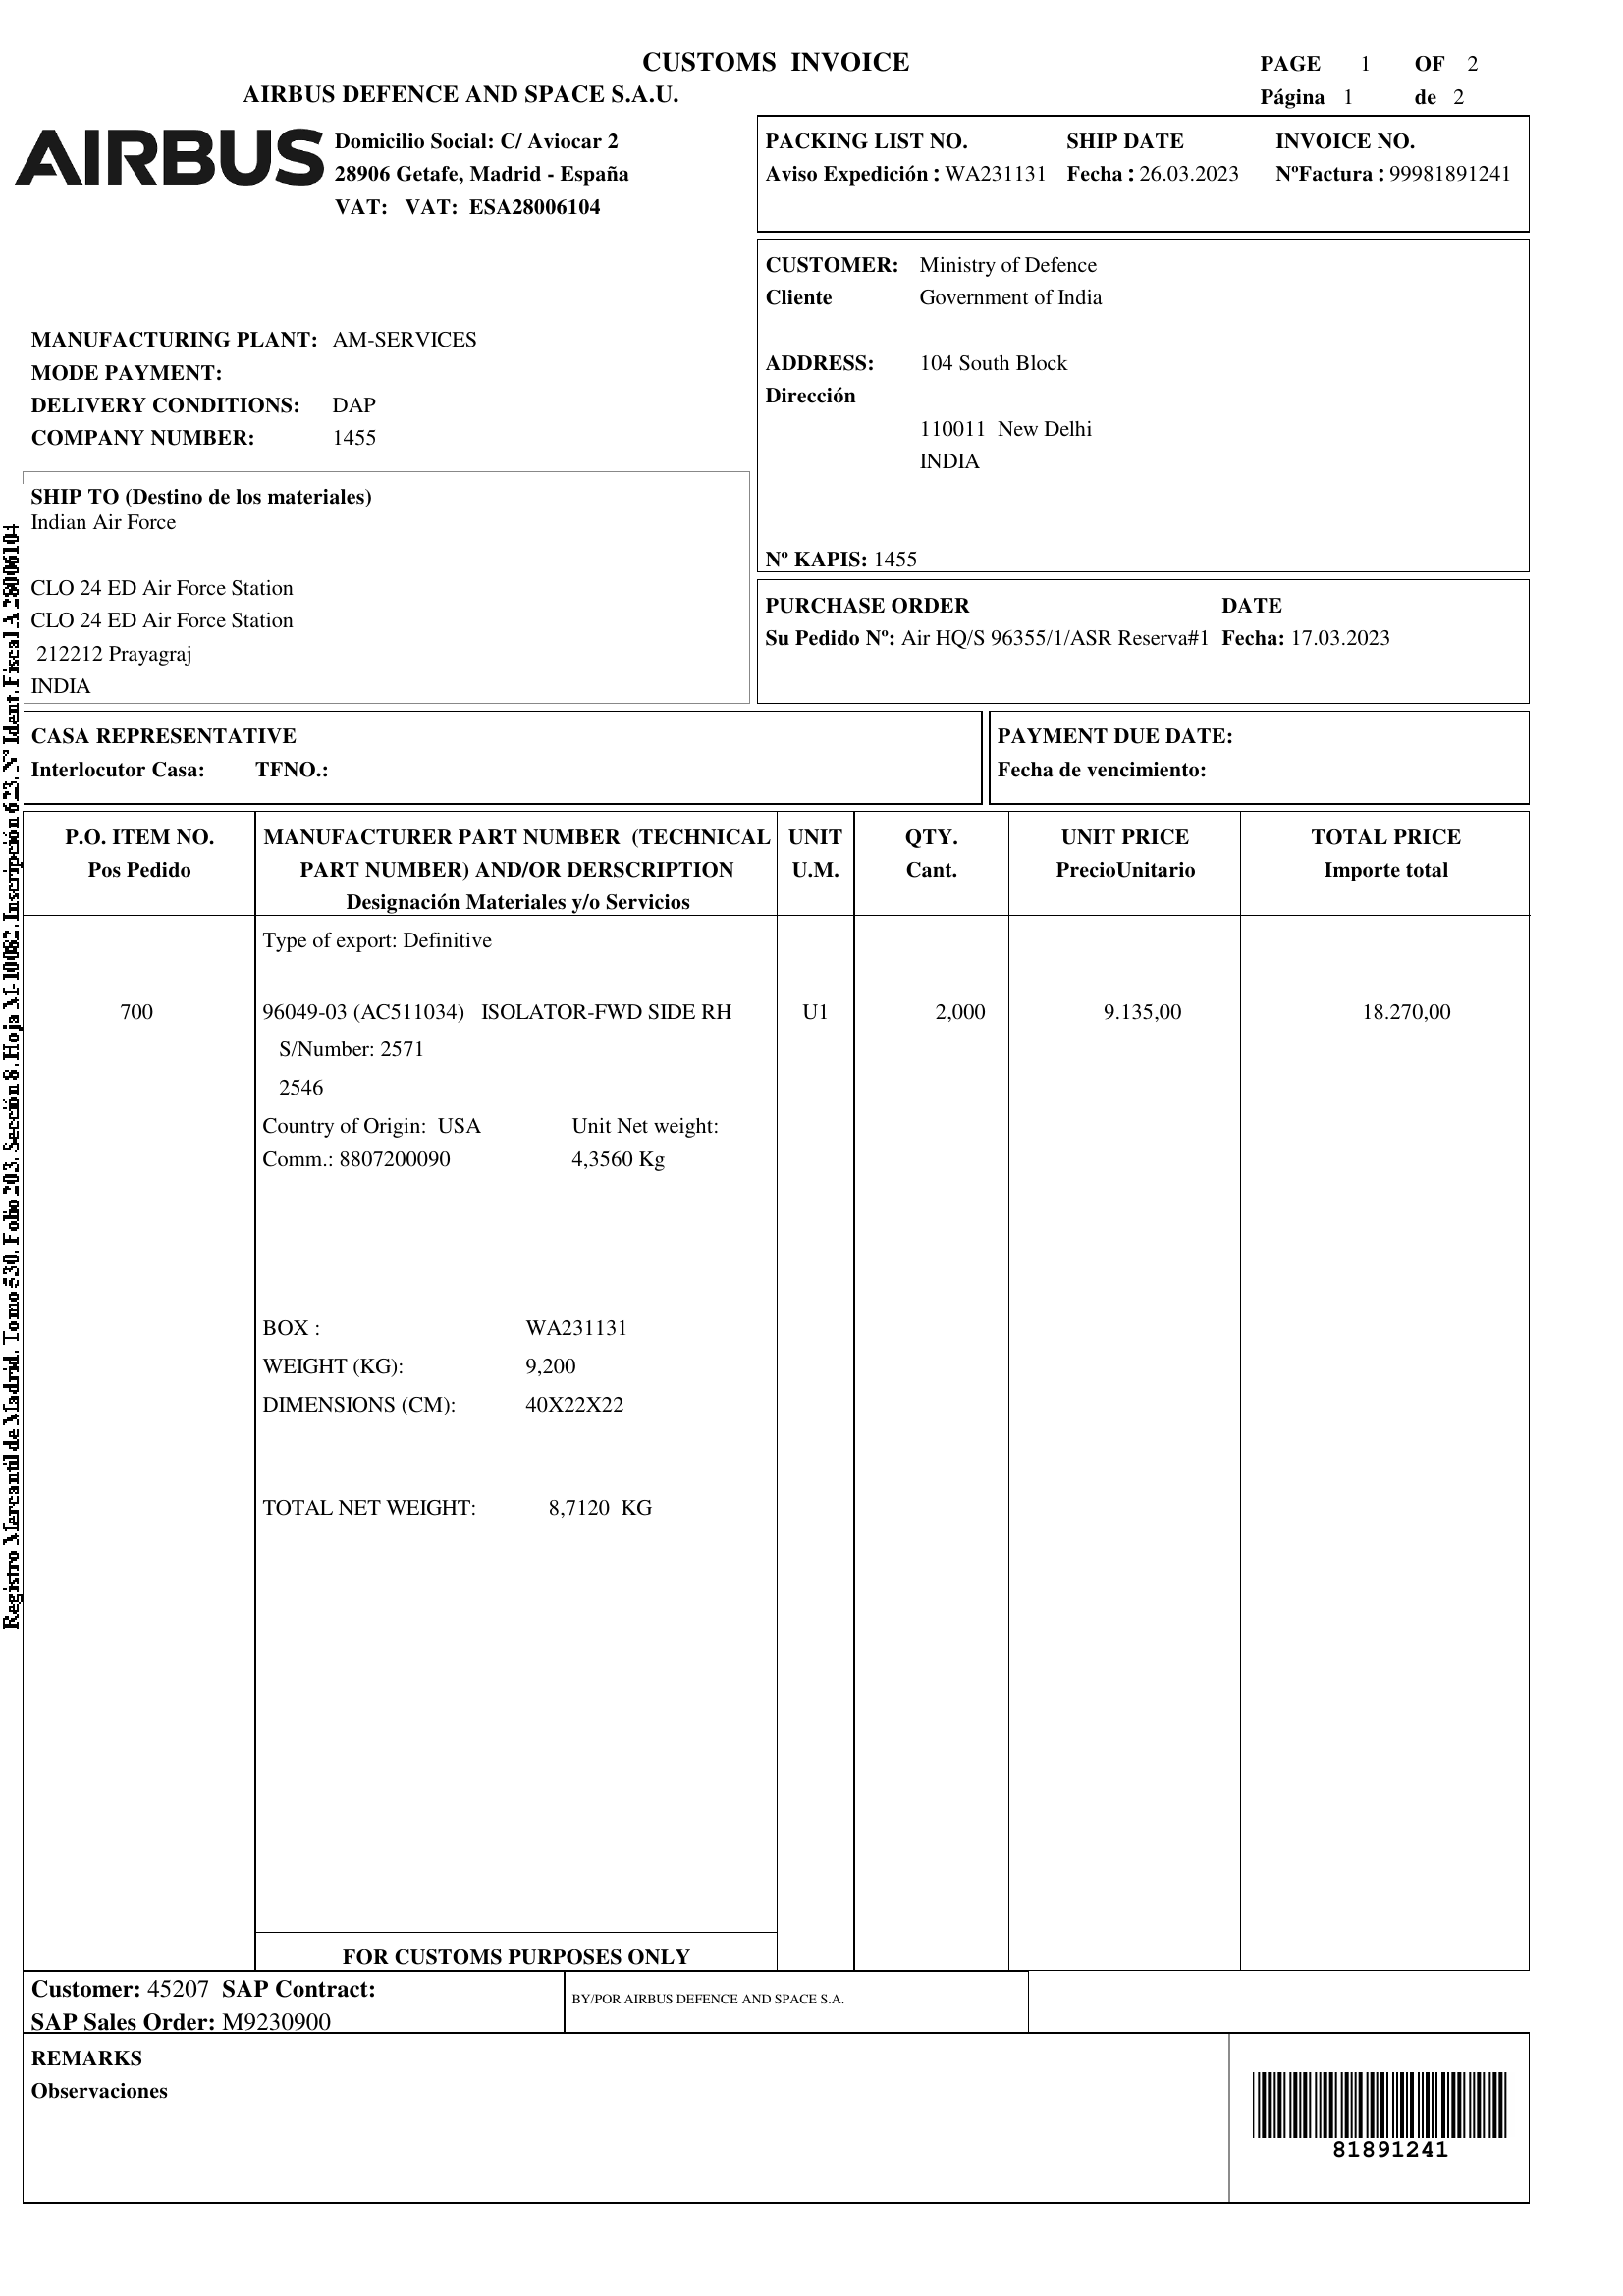 CUSTOMS INVOICE
PAGE 1 OF 2
AIRBUS DEFENCE AND SPACE S.A.U.
Página 1 de 2
AIRBUS
Domicilio Social: C/ Aviocar 2
28906 Getafe, Madrid - España
VAT: VAT: ESA28006104
PACKING LIST NO. SHIP DATE INVOICE NO.
Aviso Expedición : WA231131 Fecha : 26.03.2023 NºFactura : 99981891241
CUSTOMER: Ministry of Defence
Cliente Government of India
ADDRESS: 104 South Block
Dirección
110011 New Delhi
INDIA
Nº KAPIS: 1455
MANUFACTURING PLANT: AM-SERVICES
MODE PAYMENT:
DELIVERY CONDITIONS: DAP
COMPANY NUMBER: 1455
SHIP TO (Destino de los materiales)
Indian Air Force
CLO 24 ED Air Force Station
CLO 24 ED Air Force Station
212212 Prayagraj
INDIA
PURCHASE ORDER DATE
Su Pedido Nº: Air HQ/S 96355/1/ASR Reserva#1 Fecha: 17.03.2023
CASA REPRESENTATIVE
Interlocutor Casa: TFNO.:
PAYMENT DUE DATE:
Fecha de vencimiento:
P.O. ITEM NO. MANUFACTURER PART NUMBER (TECHNICAL UNIT QTY. UNIT PRICE TOTAL PRICE
Pos Pedido PART NUMBER) AND/OR DERSCRIPTION U.M. Cant. PrecioUnitario Importe total
Designación Materiales y/o Servicios
Type of export: Definitive
700 96049-03 (AC511034) ISOLATOR-FWD SIDE RH U1 2,000 9.135,00 18.270,00
S/Number: 2571
2546
Country of Origin: USA Unit Net weight:
Comm.: 8807200090 4,3560 Kg
BOX : WA231131
WEIGHT (KG): 9,200
DIMENSIONS (CM): 40X22X22
TOTAL NET WEIGHT: 8,7120 KG
FOR CUSTOMS PURPOSES ONLY
Customer: 45207 SAP Contract:
SAP Sales Order: M9230900
BY/POR AIRBUS DEFENCE AND SPACE S.A.
REMARKS
Observaciones
81891241
Registro Mercantil de Madrid, Tomo 530, Folio 203, Sección 8, Hoja M-10082, Inscripción 623, Nº Ident. Fiscal A 28006104